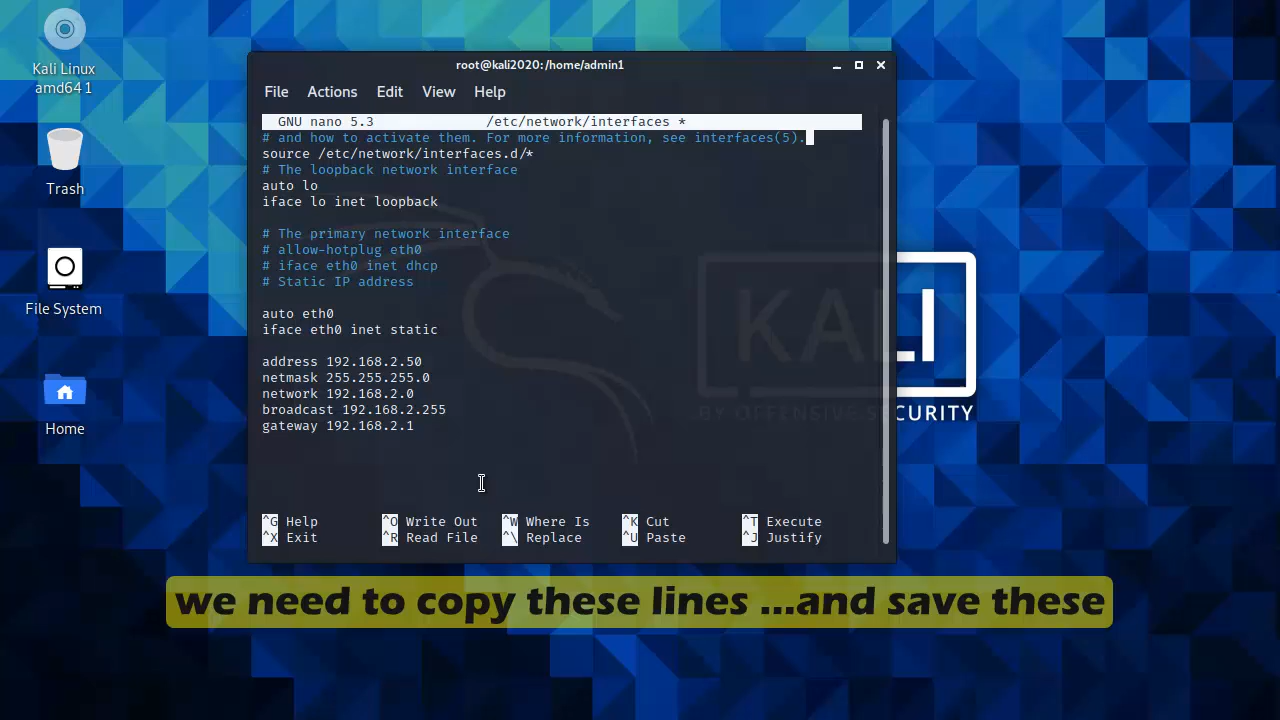 Kali Linux
amd64 1
Trash
File System
Home
root@kali2020:/home/admin1
File Actions Edit View Help
GNU nano 5.3 /etc/network/interfaces *
# and how to activate them. For more information, see interfaces(5).
source /etc/network/interfaces.d/*
# The loopback network interface
auto lo
iface lo inet loopback
# The primary network interface
# allow-hotplug eth0
# iface eth0 inet dhcp
# Static IP address
auto eth0
iface eth0 inet static
address 192.168.2.50
netmask 255.255.255.0
network 192.168.2.0
broadcast 192.168.2.255
gateway 192.168.2.1
^G Help ^O Write Out ^W Where Is ^K Cut ^T Execute
^X Exit ^R Read File ^\ Replace ^U Paste ^J Justify
KALI
BY OFFENSIVE SECURITY
we need to copy these lines ...and save these